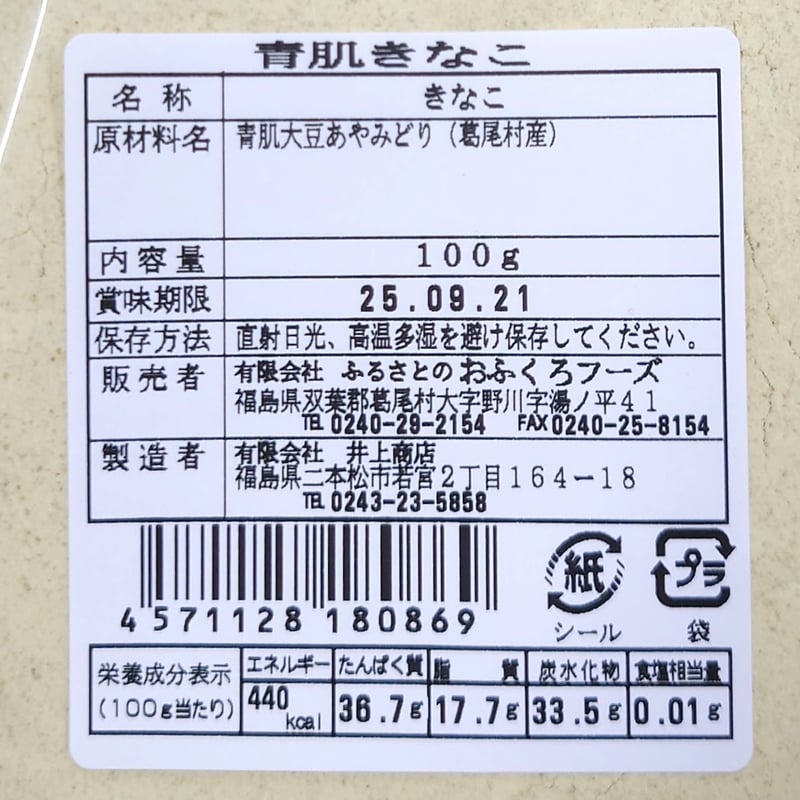 青肌きなこ
名称 きなこ
原材料名 青肌大豆あやみどり（葛尾村産）
内容量 100g
賞味期限 25.09.21
保存方法 直射日光、高温多湿を避け保存してください。
販売者 有限会社 ふるさとのおふくろフーズ
福島県双葉郡葛尾村大字野川字湯ノ平41
TEL 0240-29-2154 FAX 0240-25-8154
製造者 有限会社 井上商店
福島県二本松市若宮2丁目164-18
TEL 0243-23-5858
4571128180869
紙
シール
プラ
袋
栄養成分表示 エネルギー たんぱく質 脂質 炭水化物 食塩相当量
（100g当たり） 440kcal 36.7g 17.7g 33.5g 0.01g